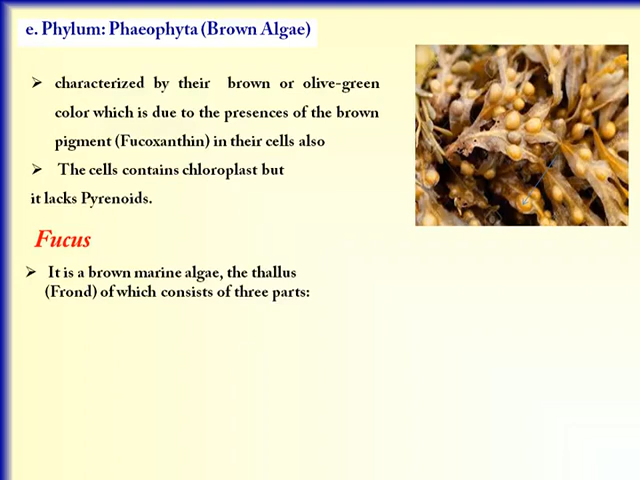 e. Phylum: Phaeophyta (Brown Algae)
➢ characterized by their brown or olive-green
color which is due to the presences of the brown
pigment (Fucoxanthin) in their cells also
➢ The cells contains chloroplast but
it lacks Pyrenoids.
Fucus
➢ It is a brown marine algae, the thallus
(Frond) of which consists of three parts: